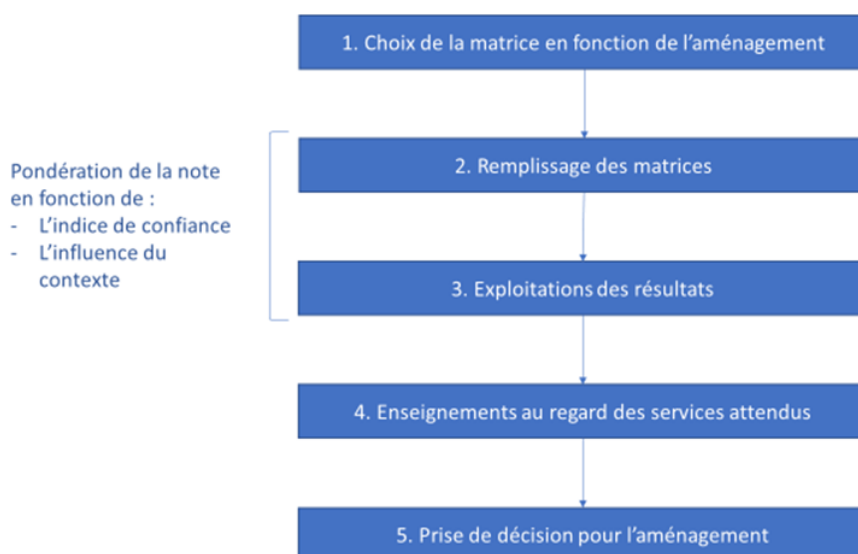 1. Choix de la matrice en fonction de l'aménagement
Pondération de la note
en fonction de :
- L'indice de confiance
- L'influence du
contexte
2. Remplissage des matrices
3. Exploitations des résultats
4. Enseignements au regard des services attendus
5. Prise de décision pour l'aménagement